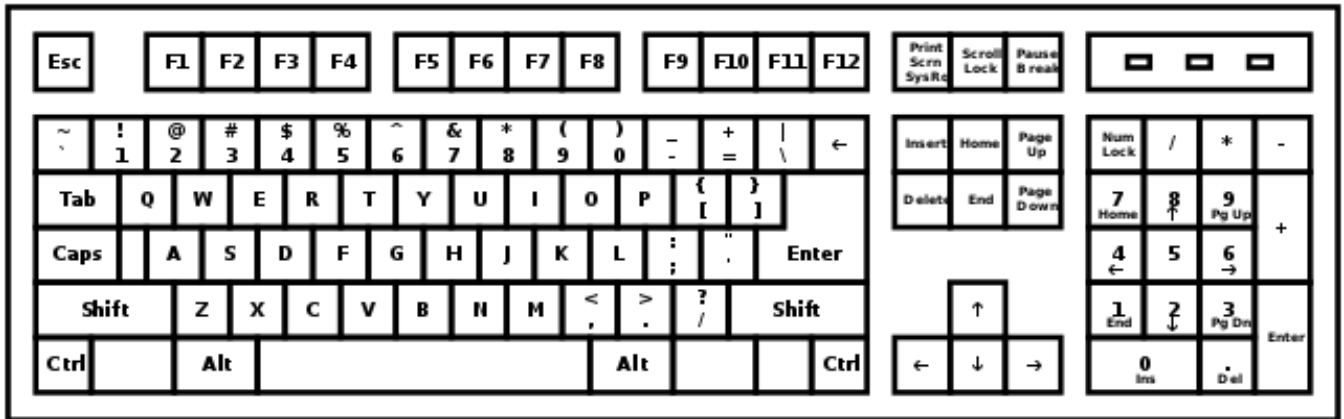 Esc F1 F2 F3 F4 F5 F6 F7 F8 F9 F10 F11 F12 Print Scrn SysRq Scroll Lock Pause Break
~ ` ! 1 @ 2 # 3 $ 4 % 5 ^ 6 & 7 * 8 ( 9 ) 0 _ - + = | \ ← Insert Home Page Up Num Lock / * -
Tab Q W E R T Y U I O P { [ } ] Delete End Page Down 7 Home 8 ↑ 9 Pg Up +
Caps A S D F G H J K L : ; " ' Enter 4 ← 5 6 →
Shift Z X C V B N M < , > . ? / Shift ↑ 1 End 2 ↓ 3 Pg Dn Enter
Ctrl Alt Alt Ctrl ← ↓ → 0 Ins . Del